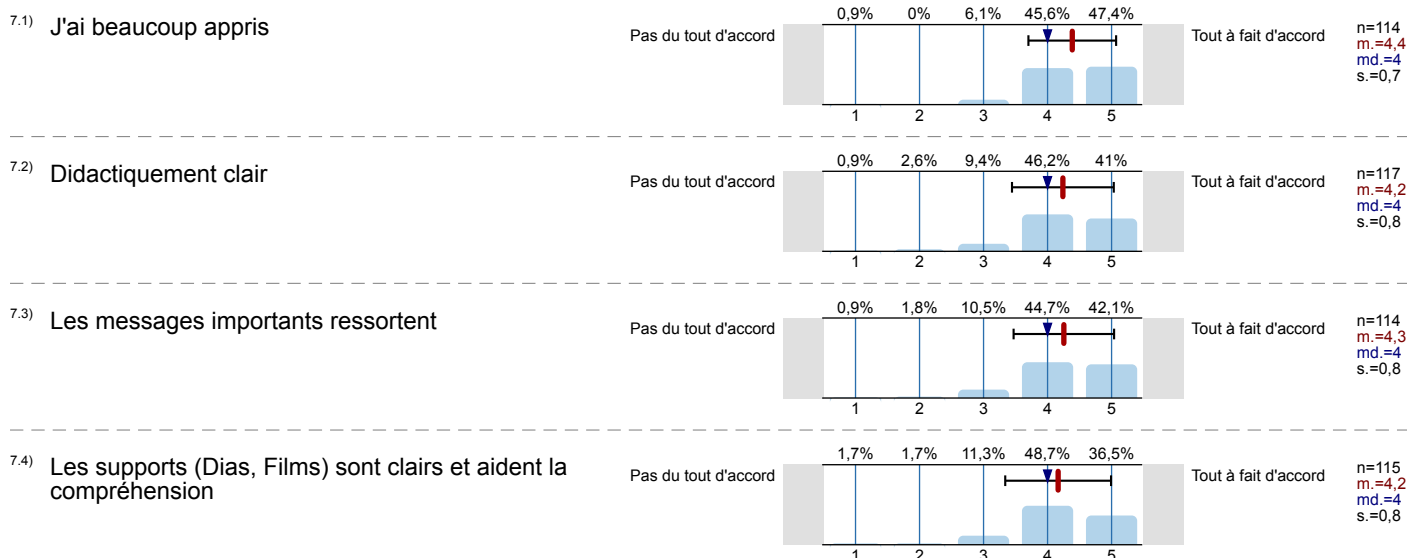 7.1) J'ai beaucoup appris
Pas du tout d'accord
0,9% 0% 6,1% 45,6% 47,4%
1 2 3 4 5
Tout à fait d'accord
n=114
m.=4,4
md.=4
s.=0,7
7.2) Didactiquement clair
Pas du tout d'accord
0,9% 2,6% 9,4% 46,2% 41%
1 2 3 4 5
Tout à fait d'accord
n=117
m.=4,2
md.=4
s.=0,8
7.3) Les messages importants ressortent
Pas du tout d'accord
0,9% 1,8% 10,5% 44,7% 42,1%
1 2 3 4 5
Tout à fait d'accord
n=114
m.=4,3
md.=4
s.=0,8
7.4) Les supports (Dias, Films) sont clairs et aident la
compréhension
Pas du tout d'accord
1,7% 1,7% 11,3% 48,7% 36,5%
1 2 3 4 5
Tout à fait d'accord
n=115
m.=4,2
md.=4
s.=0,8